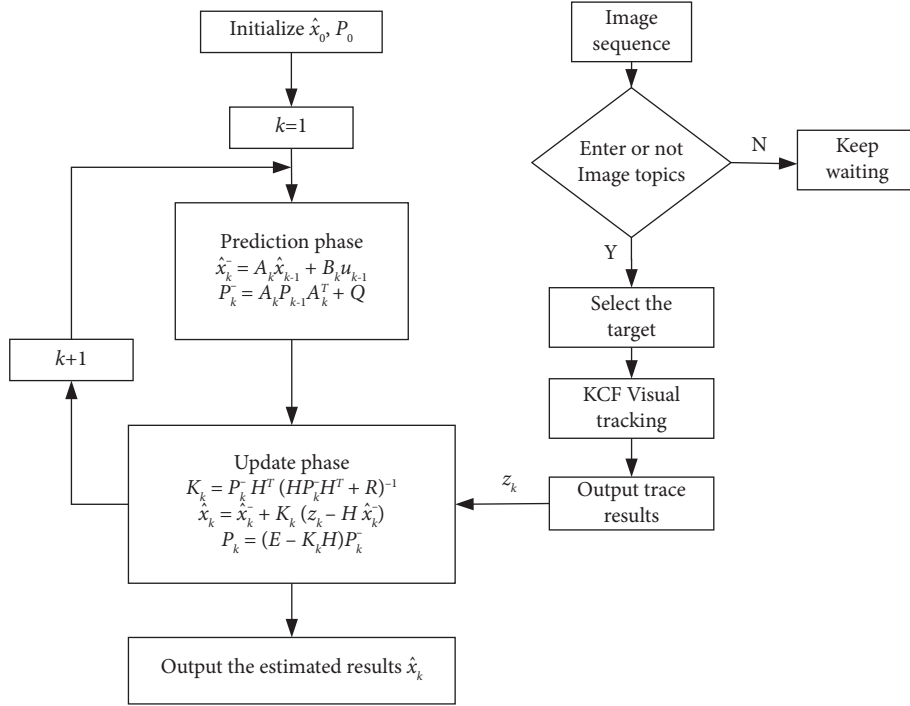 Initialize x̂₀, P₀
k=1
Prediction phase
x̂ₖ⁻ = Aₖx̂ₖ₋₁ + Bₖuₖ₋₁
Pₖ⁻ = AₖPₖ₋₁Aₖᵀ + Q
k+1
Update phase
Kₖ = Pₖ⁻ Hᵀ (HPₖ⁻Hᵀ + R)⁻¹
x̂ₖ = x̂ₖ⁻ + Kₖ (zₖ – H x̂ₖ⁻)
Pₖ = (E – KₖH)Pₖ⁻
Output the estimated results x̂ₖ
Image
sequence
Enter or not
Image topics
N
Keep
waiting
Y
Select the
target
KCF Visual
tracking
Output trace
results
zₖ